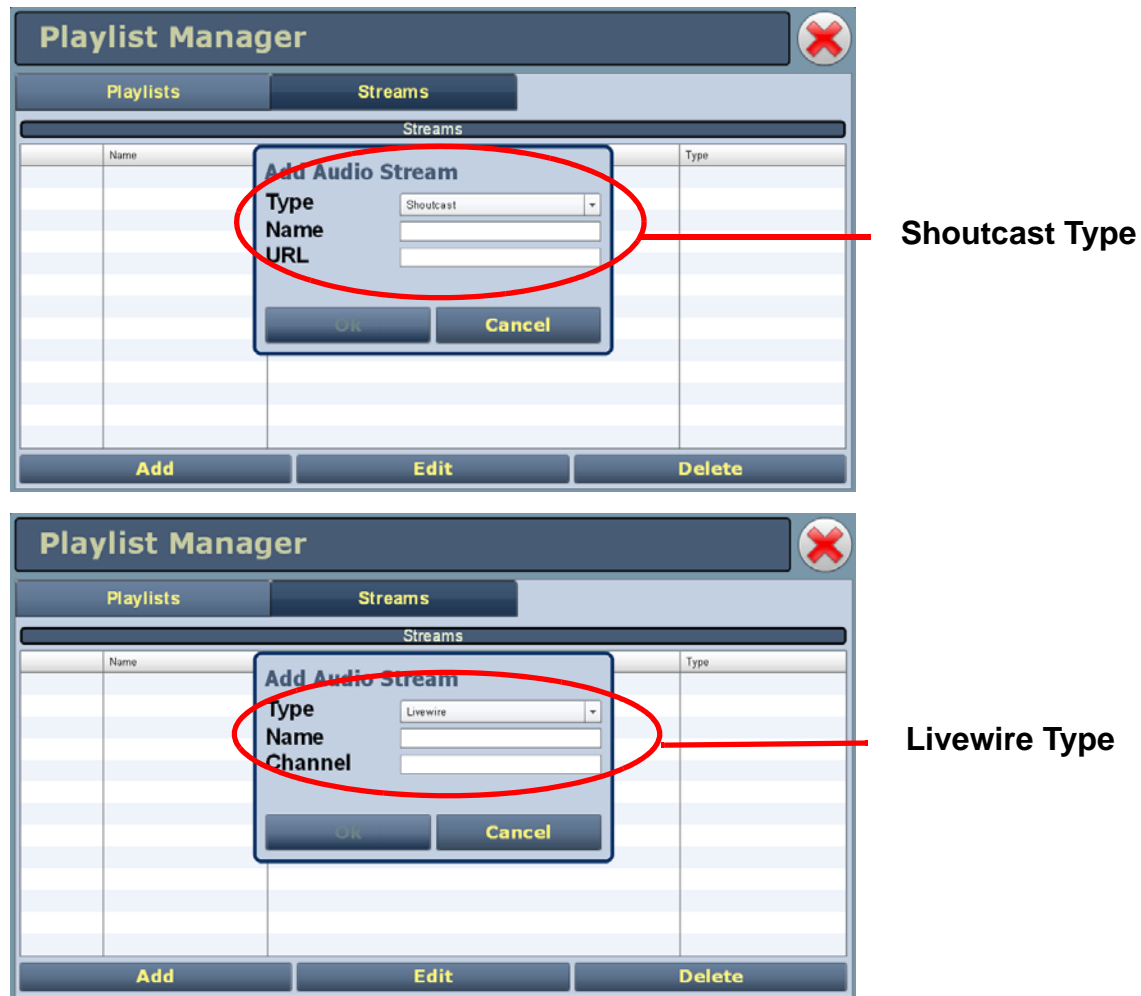 Playlist Manager
Playlists Streams
Streams
Name Type
Add Audio Stream
Type Shoutcast
Name
URL
Ok Cancel
Add Edit Delete
Shoutcast Type
Playlist Manager
Playlists Streams
Streams
Name Type
Add Audio Stream
Type Livewire
Name
Channel
Ok Cancel
Add Edit Delete
Livewire Type